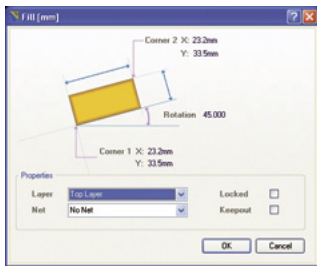 Fill [mm]
Corner 2 X: 23.2mm
Y: 33.5mm
Rotation 45.000
Corner 1 X: 23.2mm
Y: 33.5mm
Properties
Layer Top Layer Locked
Net No Net Keepout
OK Cancel